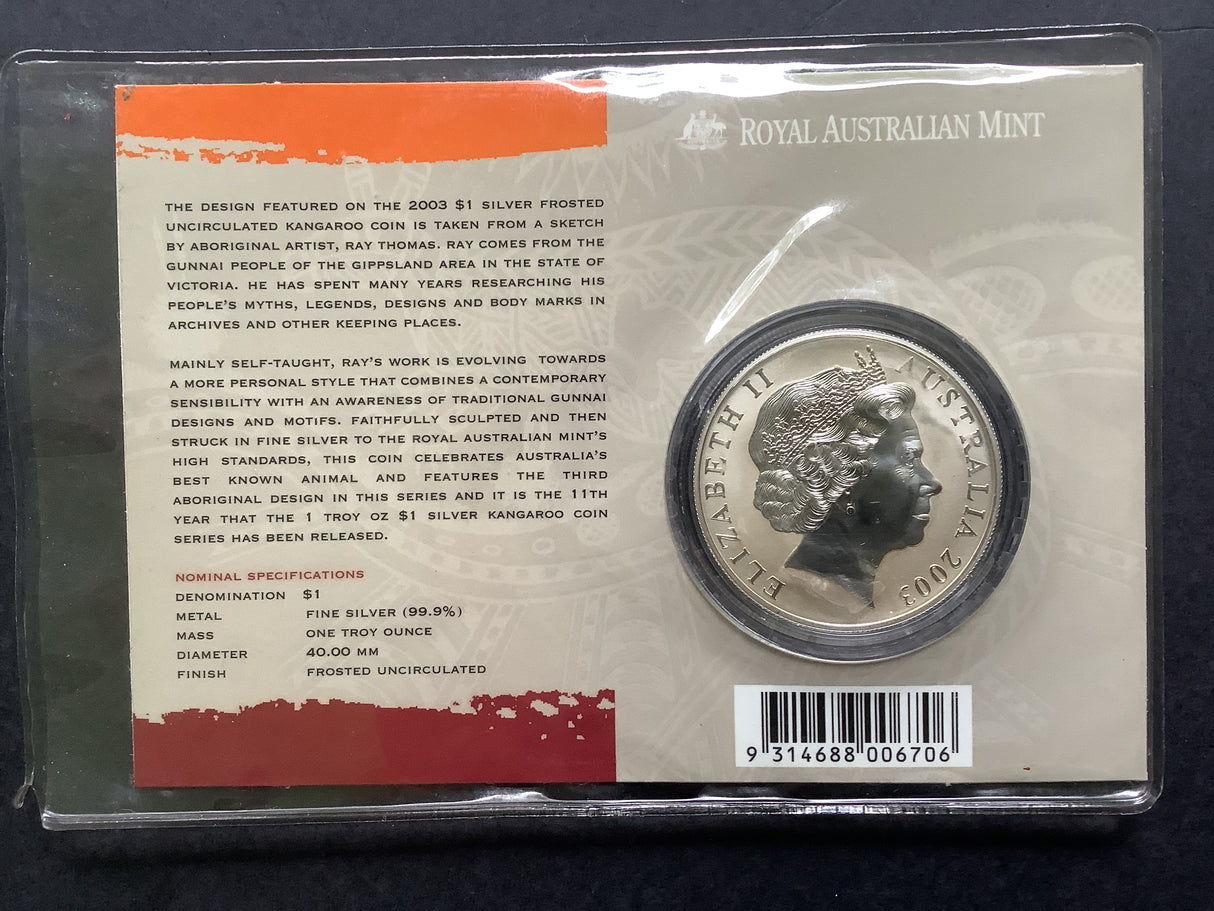 THE DESIGN FEATURED ON THE 2003 $1 SILVER FROSTED
UNCIRCULATED KANGAROO COIN IS TAKEN FROM A SKETCH
BY ABORIGINAL ARTIST, RAY THOMAS. RAY COMES FROM THE
GUNNAI PEOPLE OF THE GIPPSLAND AREA IN THE STATE OF
VICTORIA. HE HAS SPENT MANY YEARS RESEARCHING HIS
PEOPLE'S MYTHS, LEGENDS, DESIGNS AND BODY MARKS IN
ARCHIVES AND OTHER KEEPING PLACES.
MAINLY SELF-TAUGHT, RAY'S WORK IS EVOLVING TOWARDS
A MORE PERSONAL STYLE THAT COMBINES A CONTEMPORARY
SENSIBILITY WITH AN AWARENESS OF TRADITIONAL GUNNAI
DESIGNS AND MOTIFS. FAITHFULLY SCULPTED AND THEN
STRUCK IN FINE SILVER TO THE ROYAL AUSTRALIAN MINT'S
HIGH STANDARDS, THIS COIN CELEBRATES AUSTRALIA'S
BEST KNOWN ANIMAL AND FEATURES THE THIRD
ABORIGINAL DESIGN IN THIS SERIES AND IT IS THE 11TH
YEAR THAT THE 1 TROY OZ $1 SILVER KANGAROO COIN
SERIES HAS BEEN RELEASED.
NOMINAL SPECIFICATIONS
DENOMINATION $1
METAL FINE SILVER (99.9%)
MASS ONE TROY OUNCE
DIAMETER 40.00 MM
FINISH FROSTED UNCIRCULATED
ROYAL AUSTRALIAN MINT
ELIZABETH II AUSTRALIA 2003
9 314688 006706